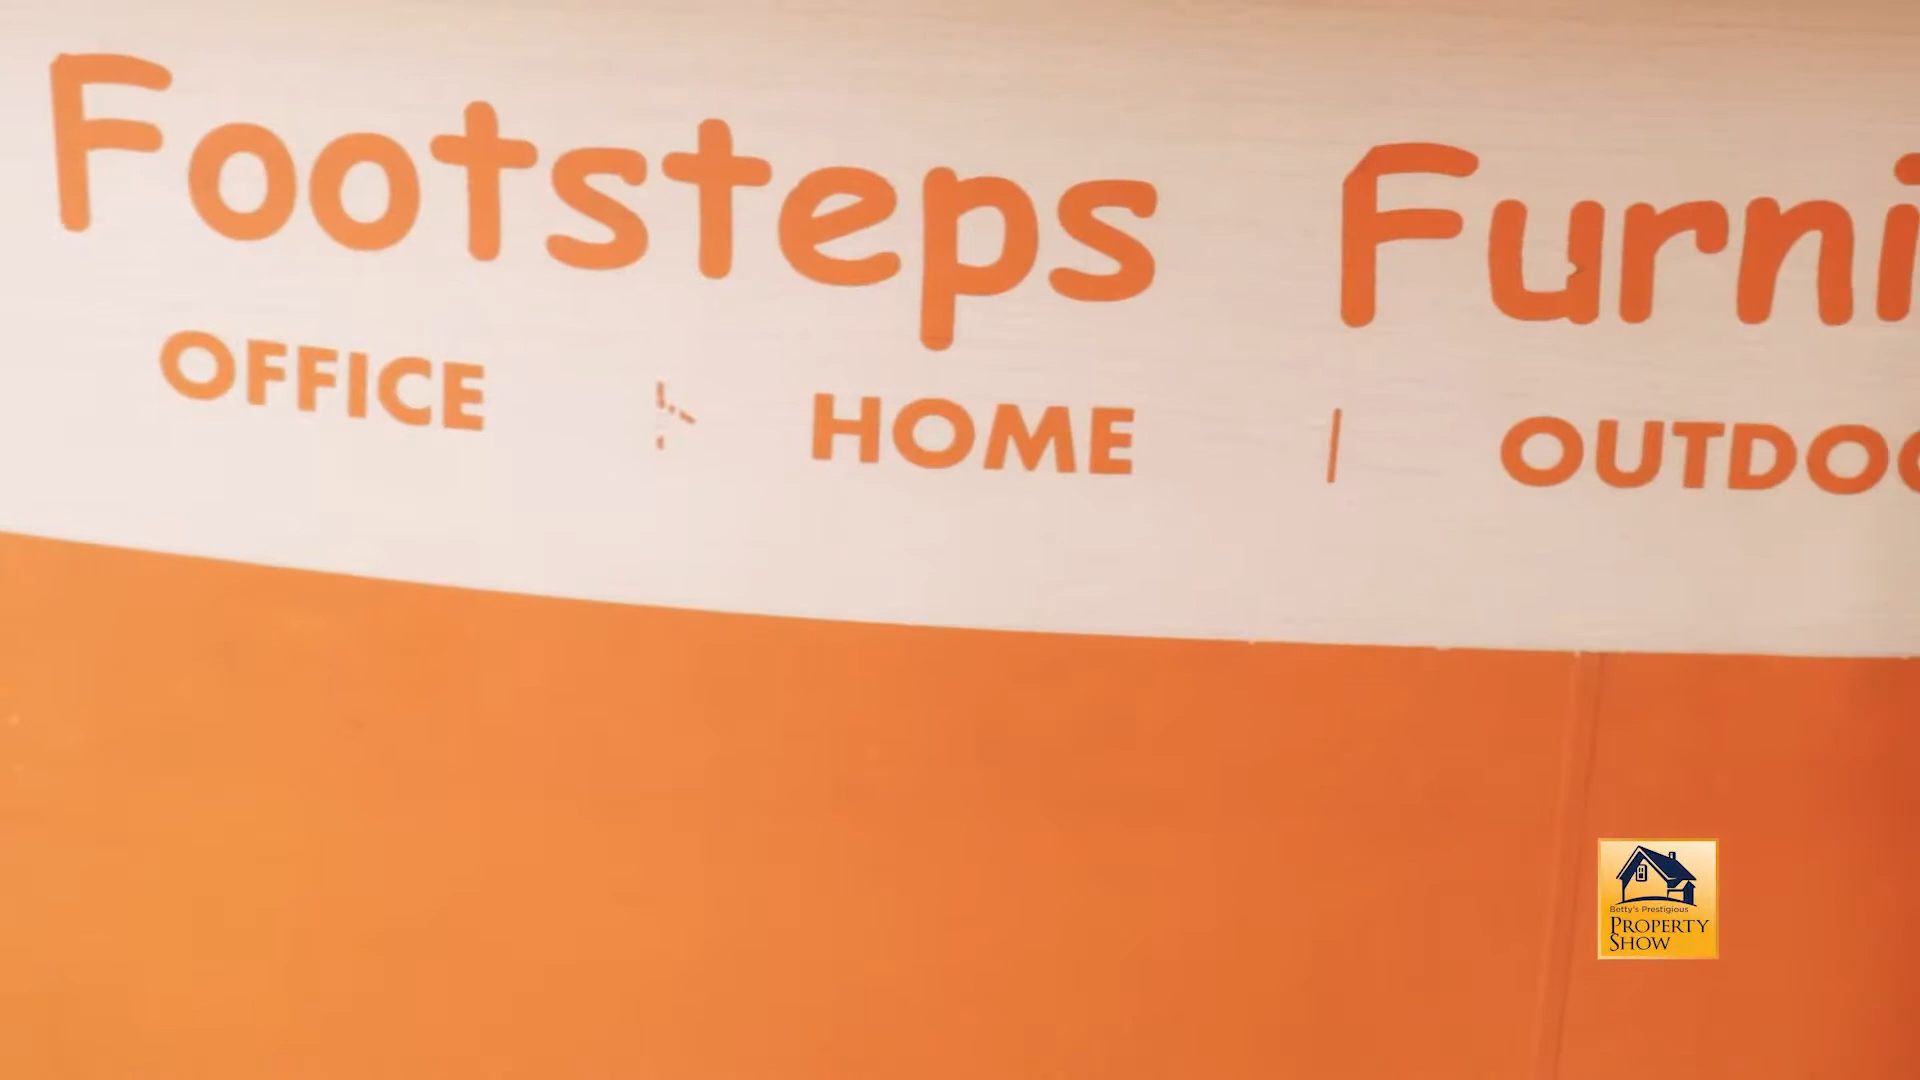 Footsteps Furni
OFFICE HOME | OUTDOO
Betty's Prestigious
PROPERTY
SHOW